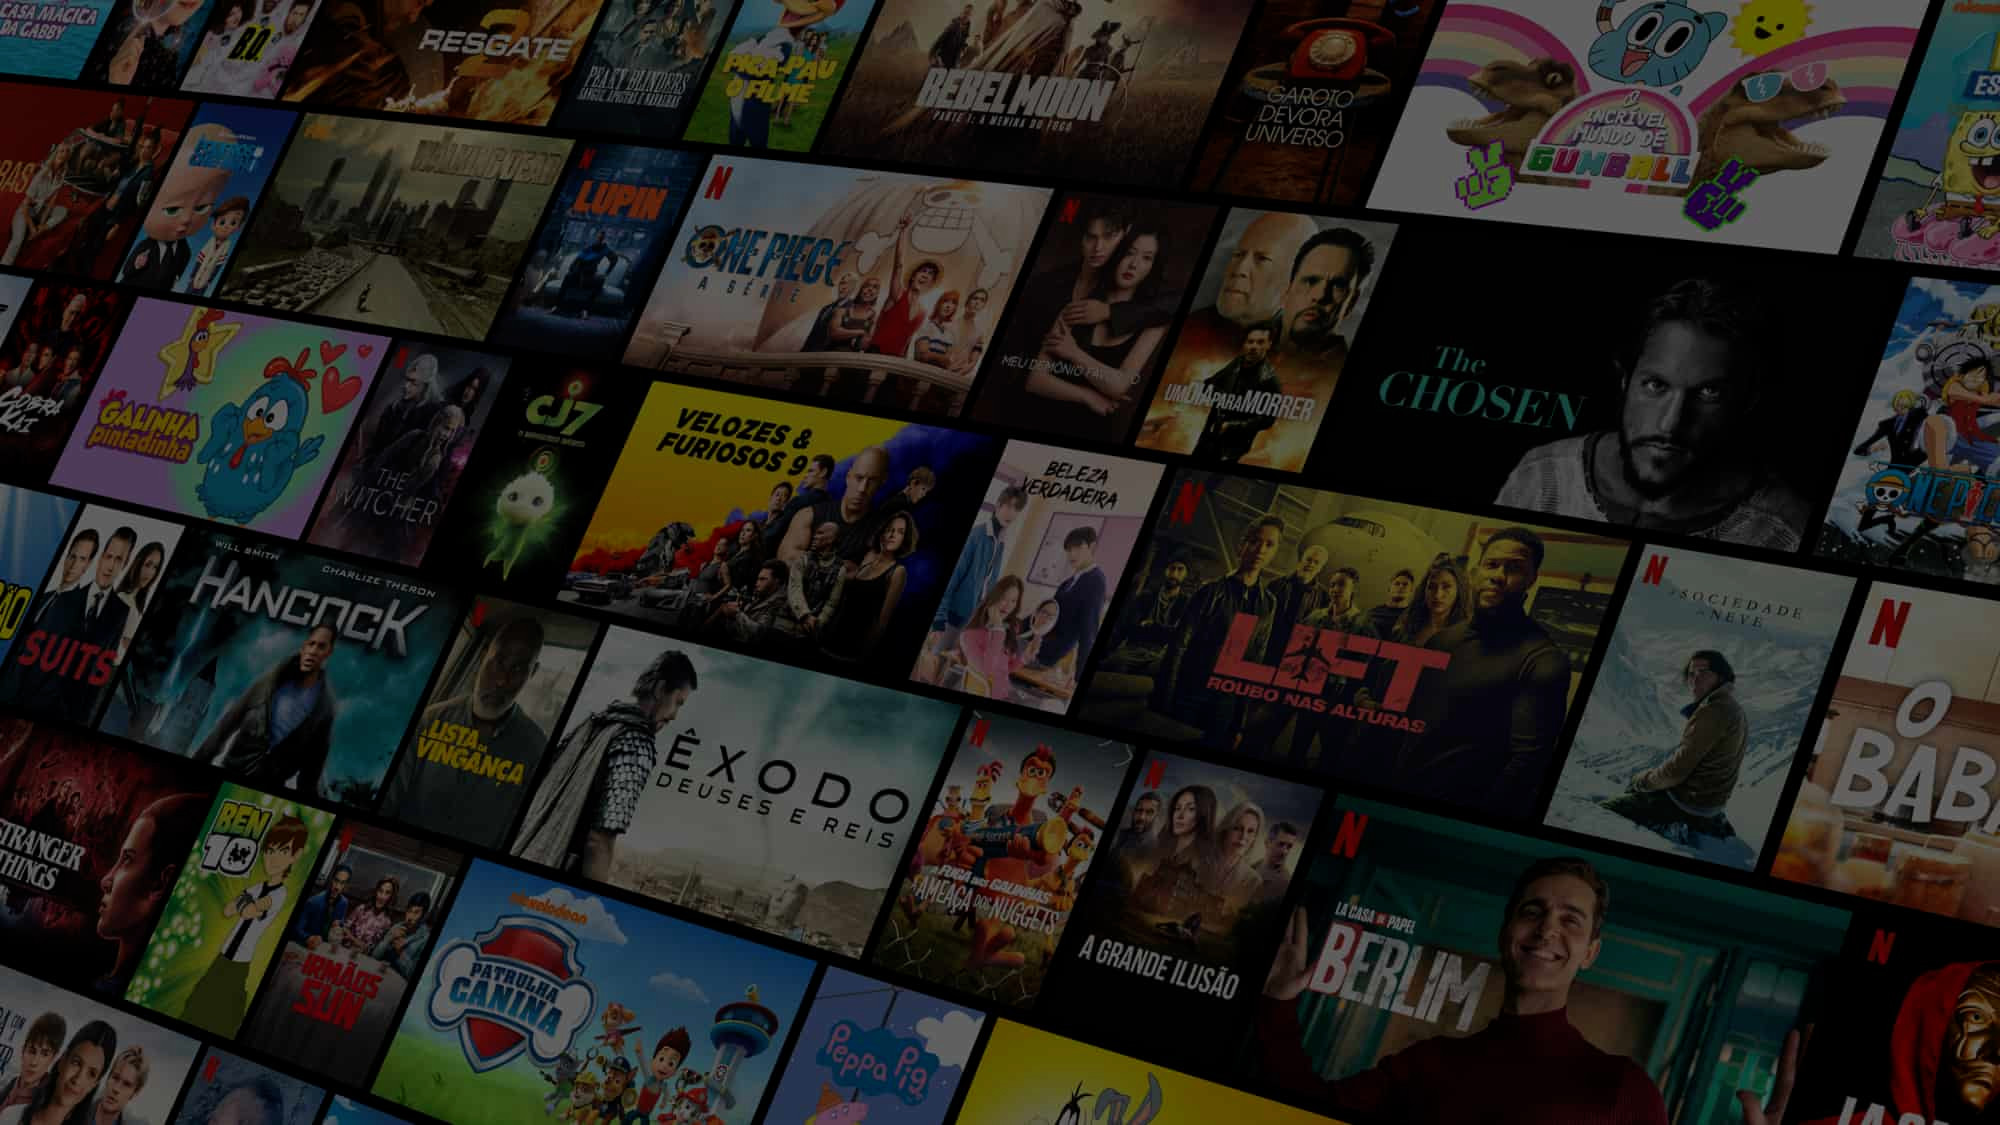 CASA MÁGICA
DA GABBY
B.O.
RESGATE
2
PEAKY BLINDERS
SANGUE, APOSTAS E NAVALHAS
PICA-PAU
O FILME
REBEL MOON
PARTE 1: A MENINA DO FOGO
GAROTO
DEVORA
UNIVERSO
O
INCRÍVEL
MUNDO DE
GUMBALL
WALKING DEAD
N
LUPIN
N
ONE PIECE
A SÉRIE
N
MEU DEMÔNIO FAVORITO
UM DIA PARA MORRER
The
CHOSEN
ONE PIECE
COBRA
KAI
GALINHA
pintadinha
THE
WITCHER
CJ7
VELOZES &
FURIOSOS 9
BELEZA
VERDADEIRA
N
LIFT
ROUBO NAS ALTURAS
N
A SOCIEDADE
DA NEVE
N
O
BABA
SUITS
WILL SMITH
CHARLIZE THERON
HANCOCK
LISTA DA
VINGANÇA
ÊXODO
DEUSES E REIS
N
A FUGA DAS GALINHAS
A AMEAÇA DOS NUGGETS
N
A GRANDE ILUSÃO
N
LA CASA DE PAPEL
BERLIM
N
LA CA
STRANGER
THINGS
BEN
10
N
IRMÃOS
SUN
nickelodeon
PATRULHA
CANINA
Peppa Pig